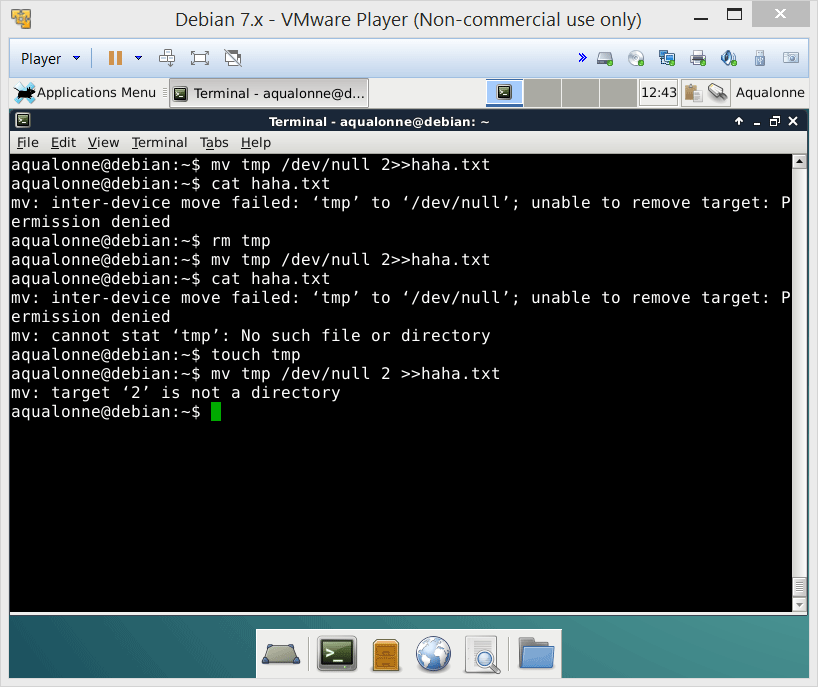 Debian 7.x - VMware Player (Non-commercial use only)
Player
Applications Menu
Terminal - aqualonne@d...
12:43
Aqualonne
Terminal - aqualonne@debian: ~
File Edit View Terminal Tabs Help
aqualonne@debian:~$ mv tmp /dev/null 2>>haha.txt
aqualonne@debian:~$ cat haha.txt
mv: inter-device move failed: ‘tmp’ to ‘/dev/null’; unable to remove target: P
ermission denied
aqualonne@debian:~$ rm tmp
aqualonne@debian:~$ mv tmp /dev/null 2>>haha.txt
aqualonne@debian:~$ cat haha.txt
mv: inter-device move failed: ‘tmp’ to ‘/dev/null’; unable to remove target: P
ermission denied
mv: cannot stat ‘tmp’: No such file or directory
aqualonne@debian:~$ touch tmp
aqualonne@debian:~$ mv tmp /dev/null 2 >>haha.txt
mv: target ‘2’ is not a directory
aqualonne@debian:~$